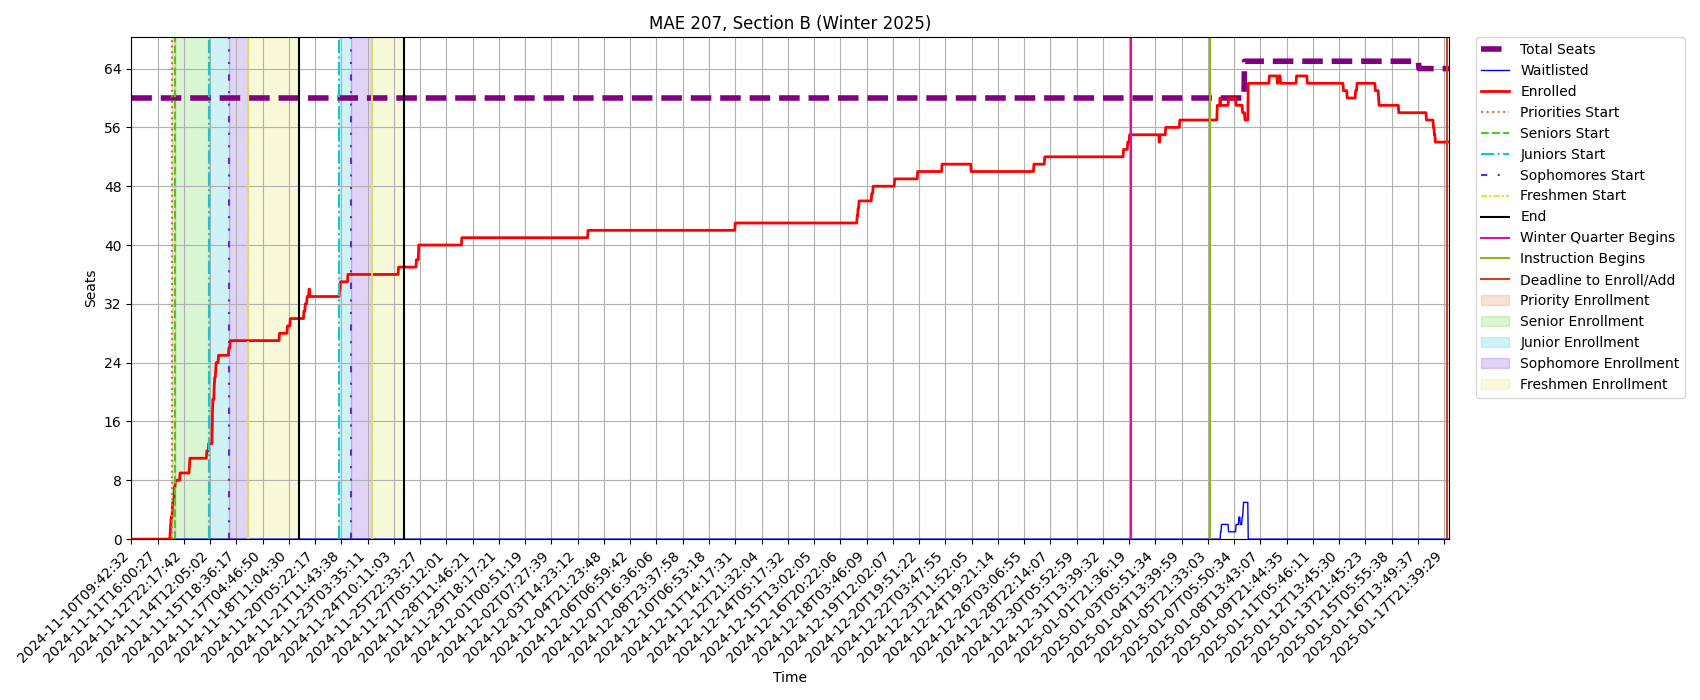 MAE 207, Section B (Winter 2025)
Seats
64
56
48
40
32
24
16
8
0
2024-11-10T09:42:32
2024-11-11T16:00:27
2024-11-12T22:17:42
2024-11-14T12:05:02
2024-11-15T18:36:17
2024-11-17T04:46:50
2024-11-18T11:04:30
2024-11-20T05:22:17
2024-11-21T11:43:38
2024-11-23T03:35:11
2024-11-24T10:11:03
2024-11-25T22:33:27
2024-11-27T05:12:01
2024-11-28T11:46:22
2024-11-29T18:17:21
2024-12-01T00:51:19
2024-12-02T07:27:39
2024-12-03T14:23:12
2024-12-04T21:23:48
2024-12-06T06:59:42
2024-12-07T16:36:06
2024-12-08T23:37:58
2024-12-10T06:53:18
2024-12-11T14:17:31
2024-12-12T21:32:04
2024-12-14T05:17:32
2024-12-15T13:02:05
2024-12-16T20:22:06
2024-12-18T03:46:09
2024-12-19T12:02:07
2024-12-20T19:51:22
2024-12-22T03:47:55
2024-12-23T11:52:05
2024-12-24T19:21:14
2024-12-26T03:06:55
2024-12-28T22:14:07
2024-12-30T05:52:59
2024-12-31T13:39:32
2025-01-01T21:36:19
2025-01-03T05:51:34
2025-01-04T13:39:59
2025-01-05T21:33:03
2025-01-07T05:50:34
2025-01-08T13:43:07
2025-01-09T21:44:35
2025-01-11T05:46:11
2025-01-12T13:45:30
2025-01-13T21:45:23
2025-01-15T05:55:38
2025-01-16T13:49:37
2025-01-17T21:39:29
Time
Total Seats
Waitlisted
Enrolled
Priorities Start
Seniors Start
Juniors Start
Sophomores Start
Freshmen Start
End
Winter Quarter Begins
Instruction Begins
Deadline to Enroll/Add
Priority Enrollment
Senior Enrollment
Junior Enrollment
Sophomore Enrollment
Freshmen Enrollment